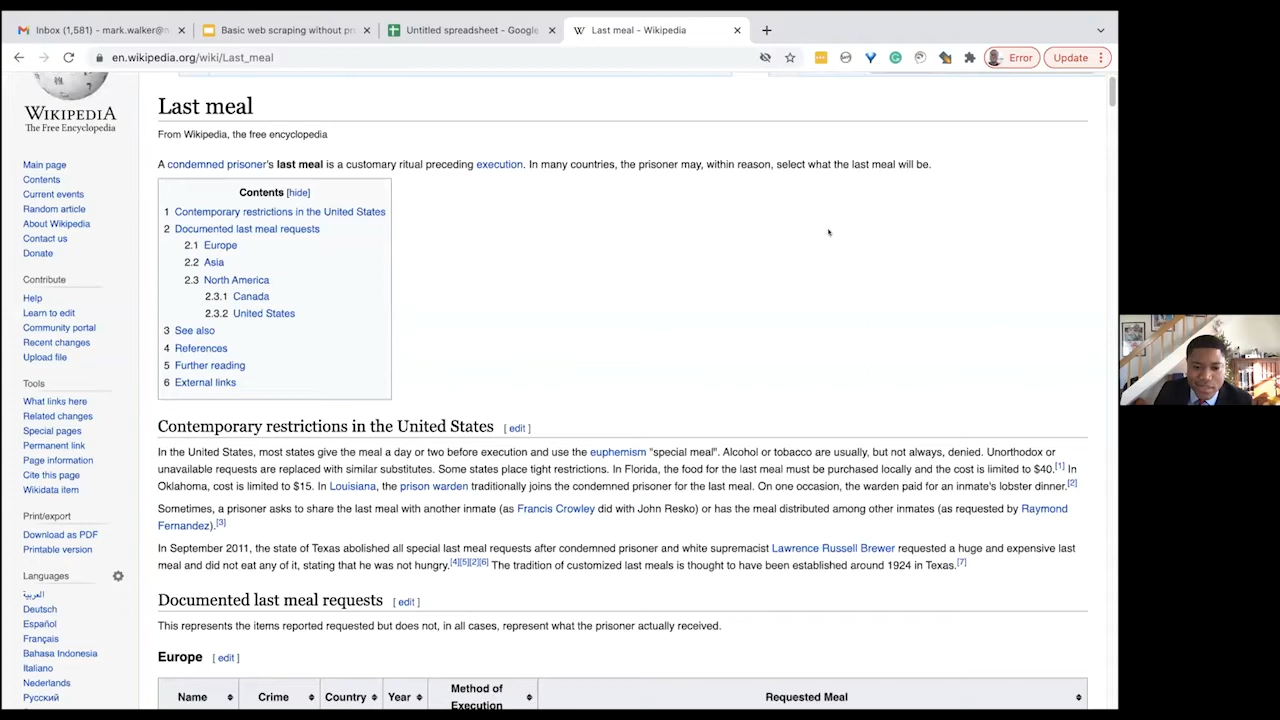 Inbox (1,581) - mark.walker@
Basic web scraping without pr
Untitled spreadsheet - Google
Last meal - Wikipedia
en.wikipedia.org/wiki/Last_meal
Error
Update
WIKIPEDIA
The Free Encyclopedia
Main page
Contents
Current events
Random article
About Wikipedia
Contact us
Donate
Contribute
Help
Learn to edit
Community portal
Recent changes
Upload file
Tools
What links here
Related changes
Special pages
Permanent link
Page information
Cite this page
Wikidata item
Print/export
Download as PDF
Printable version
Languages
العربية
Deutsch
Español
Français
Bahasa Indonesia
Italiano
Nederlands
Русский
Last meal
From Wikipedia, the free encyclopedia
A condemned prisoner's last meal is a customary ritual preceding execution. In many countries, the prisoner may, within reason, select what the last meal will be.
Contents [hide]
1 Contemporary restrictions in the United States
2 Documented last meal requests
2.1 Europe
2.2 Asia
2.3 North America
2.3.1 Canada
2.3.2 United States
3 See also
4 References
5 Further reading
6 External links
Contemporary restrictions in the United States [ edit ]
In the United States, most states give the meal a day or two before execution and use the euphemism "special meal". Alcohol or tobacco are usually, but not always, denied. Unorthodox or
unavailable requests are replaced with similar substitutes. Some states place tight restrictions. In Florida, the food for the last meal must be purchased locally and the cost is limited to $40.[1] In
Oklahoma, cost is limited to $15. In Louisiana, the prison warden traditionally joins the condemned prisoner for the last meal. On one occasion, the warden paid for an inmate's lobster dinner.[2]
Sometimes, a prisoner asks to share the last meal with another inmate (as Francis Crowley did with John Resko) or has the meal distributed among other inmates (as requested by Raymond
Fernandez).[3]
In September 2011, the state of Texas abolished all special last meal requests after condemned prisoner and white supremacist Lawrence Russell Brewer requested a huge and expensive last
meal and did not eat any of it, stating that he was not hungry.[4][5][2][6] The tradition of customized last meals is thought to have been established around 1924 in Texas.[7]
Documented last meal requests [ edit ]
This represents the items reported requested but does not, in all cases, represent what the prisoner actually received.
Europe [ edit ]
Name Crime Country Year Method of Requested Meal
Execution